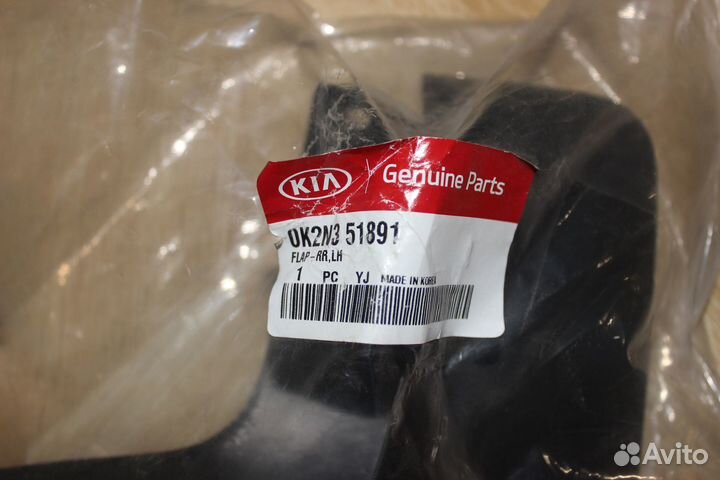 KIA Genuine Parts
0K2N3 51891
FLAP-RR,LH
1 PC YJ MADE IN KOREA
Avito